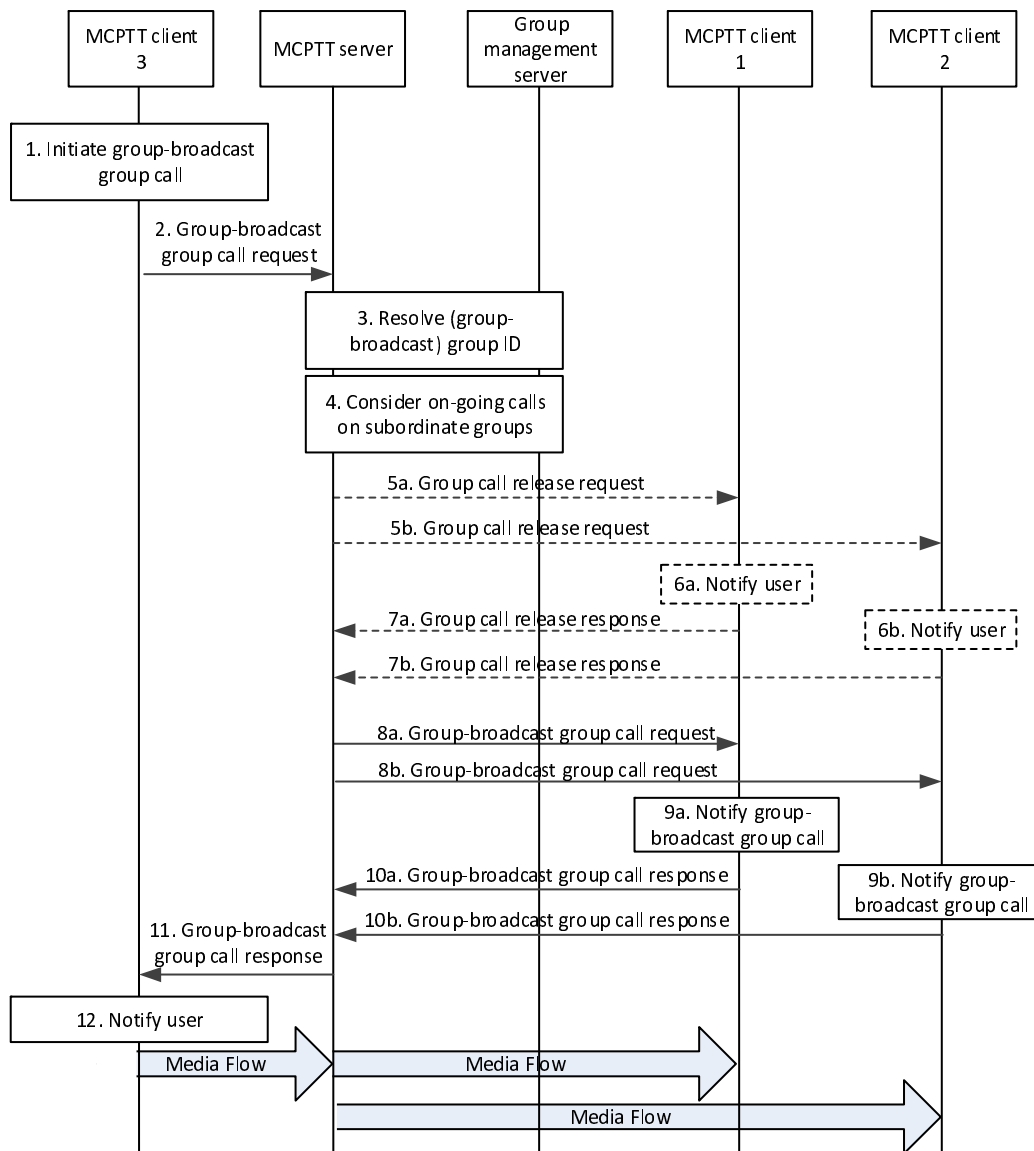 MCPTT client
3
MCPTT server
Group
management
server
MCPTT client
1
MCPTT client
2
1. Initiate group-broadcast
group call
2. Group-broadcast
group call request
3. Resolve (group-
broadcast) group ID
4. Consider on-going calls
on subordinate groups
5a. Group call release request
5b. Group call release request
6a. Notify user
7a. Group call release response
6b. Notify user
7b. Group call release response
8a. Group-broadcast group call request
8b. Group-broadcast group call request
9a. Notify group-
broadcast group call
10a. Group-broadcast group call response
9b. Notify group-
broadcast group call
10b. Group-broadcast group call response
11. Group-broadcast
group call response
12. Notify user
Media Flow
Media Flow
Media Flow